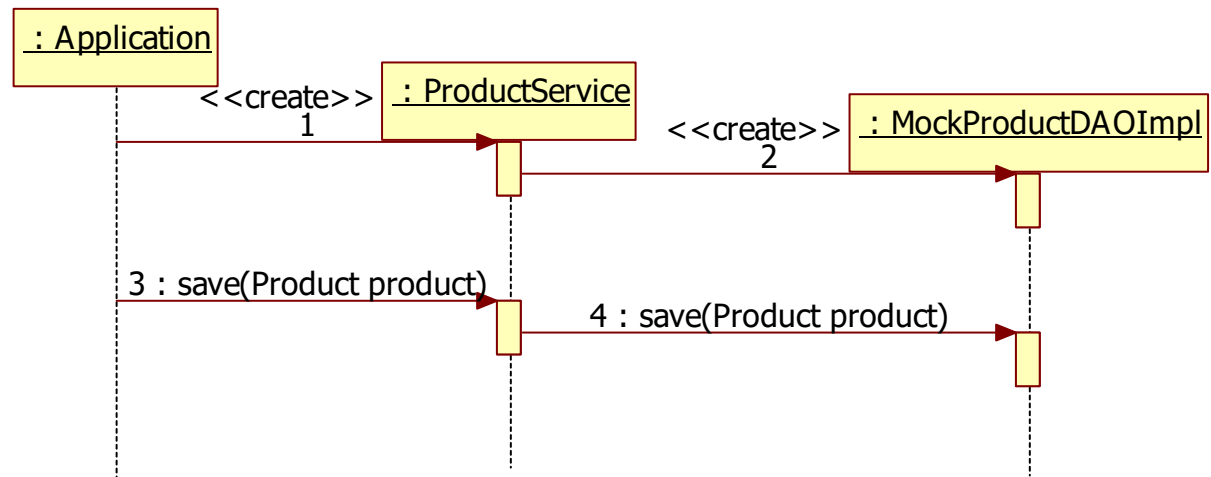 : Application
<<create>>
1
: ProductService
<<create>>
2
: MockProductDAOImpl
3 : save(Product product)
4 : save(Product product)